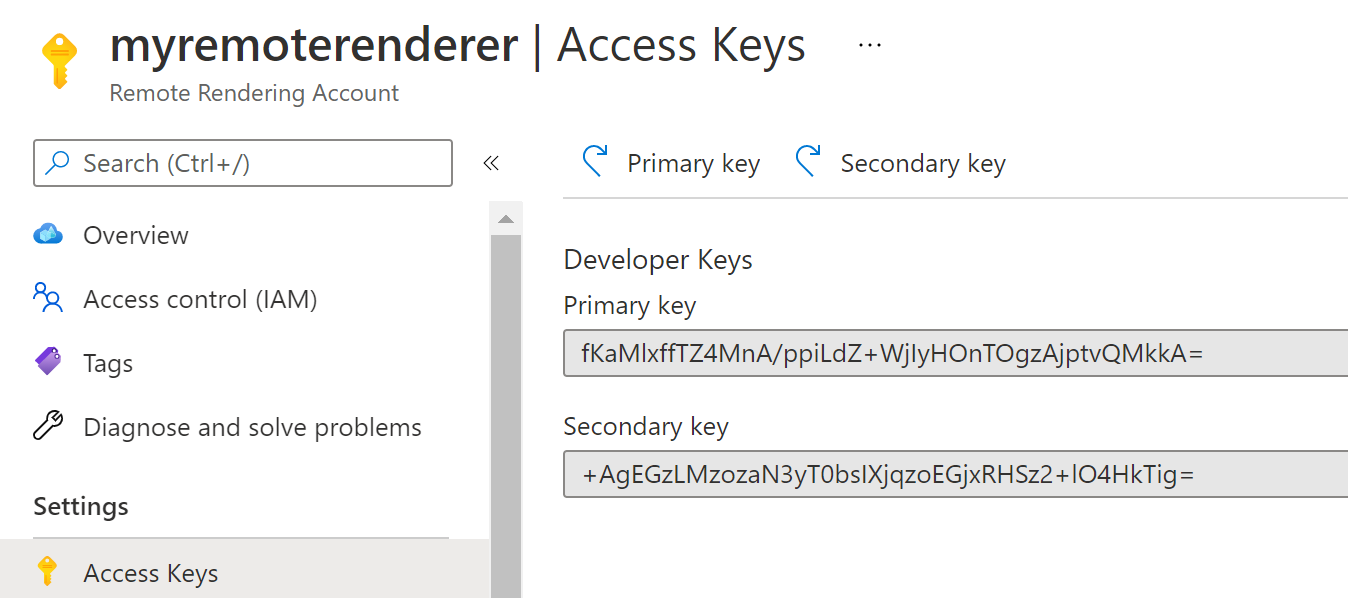 myremoterenderer | Access Keys ...
Remote Rendering Account
Search (Ctrl+/) «
Primary key Secondary key
Overview
Access control (IAM)
Tags
Diagnose and solve problems
Settings
Access Keys
Developer Keys
Primary key
fKaMlxffTZ4MnA/ppiLdZ+WjIyHOnTOgzAjptvQMkkA=
Secondary key
+AgEGzLMzozaN3yT0bsIXjqzoEGjxRHSz2+lO4HkTig=